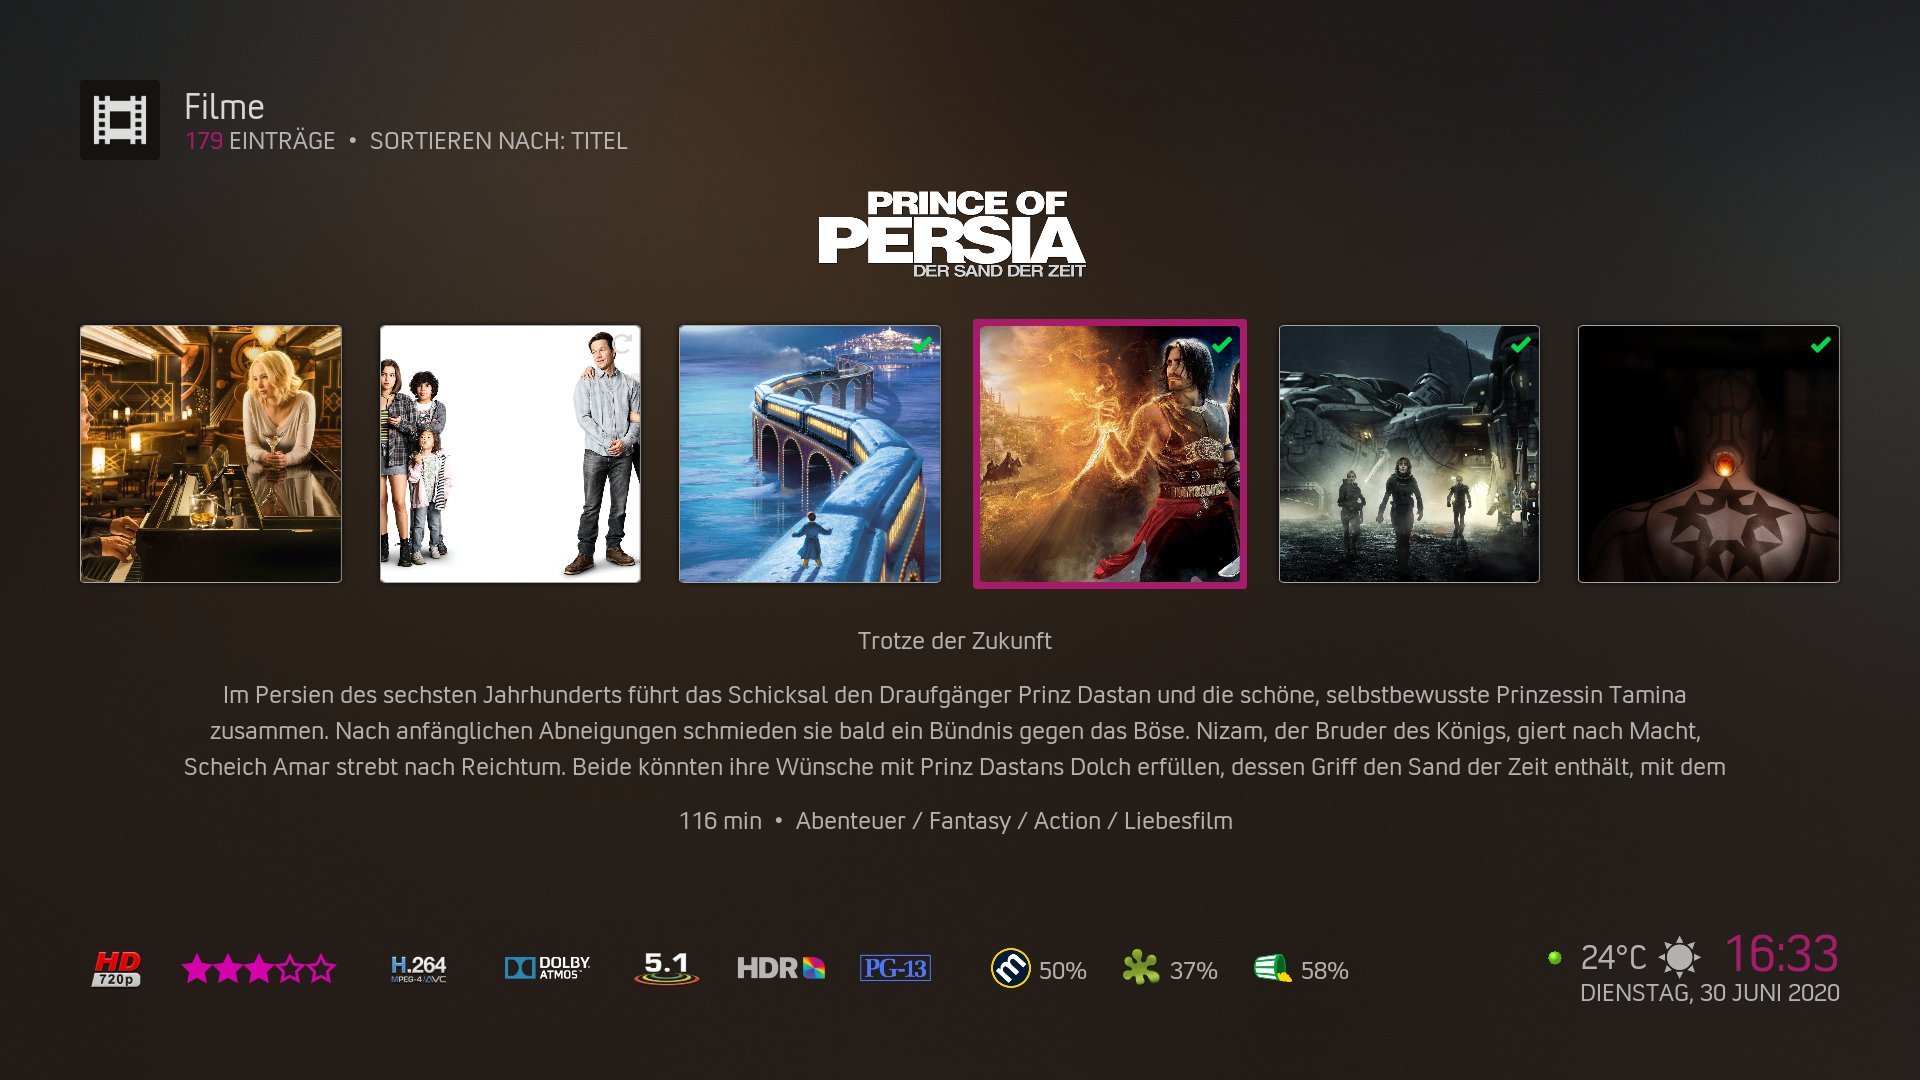 Filme
179 EINTRÄGE • SORTIEREN NACH: TITEL
PRINCE OF
PERSIA
DER SAND DER ZEIT
Trotze der Zukunft
Im Persien des sechsten Jahrhunderts führt das Schicksal den Draufgänger Prinz Dastan und die schöne, selbstbewusste Prinzessin Tamina
zusammen. Nach anfänglichen Abneigungen schmieden sie bald ein Bündnis gegen das Böse. Nizam, der Bruder des Königs, giert nach Macht,
Scheich Amar strebt nach Reichtum. Beide könnten ihre Wünsche mit Prinz Dastans Dolch erfüllen, dessen Griff den Sand der Zeit enthält, mit dem
116 min • Abenteuer / Fantasy / Action / Liebesfilm
HD
720p
H.264
MPEG-4/AVC
DOLBY
ATMOS
5.1
HDR
PG-13
m
50%
37%
58%
24°C
16:33
DIENSTAG, 30 JUNI 2020